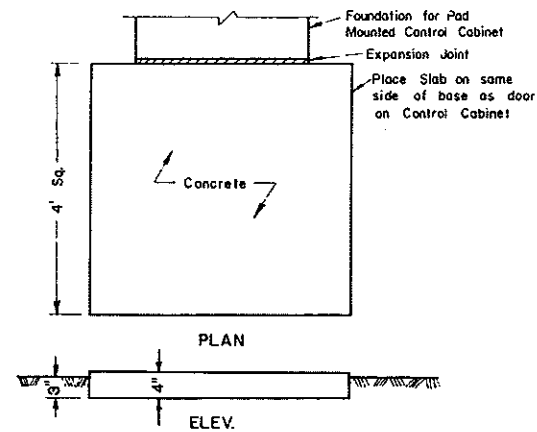 Foundation for Pad
Mounted Control Cabinet
Expansion Joint
Place Slab on same
side of base as door
on Control Cabinet
4' Sq.
Concrete
PLAN
3"
4"
ELEV.